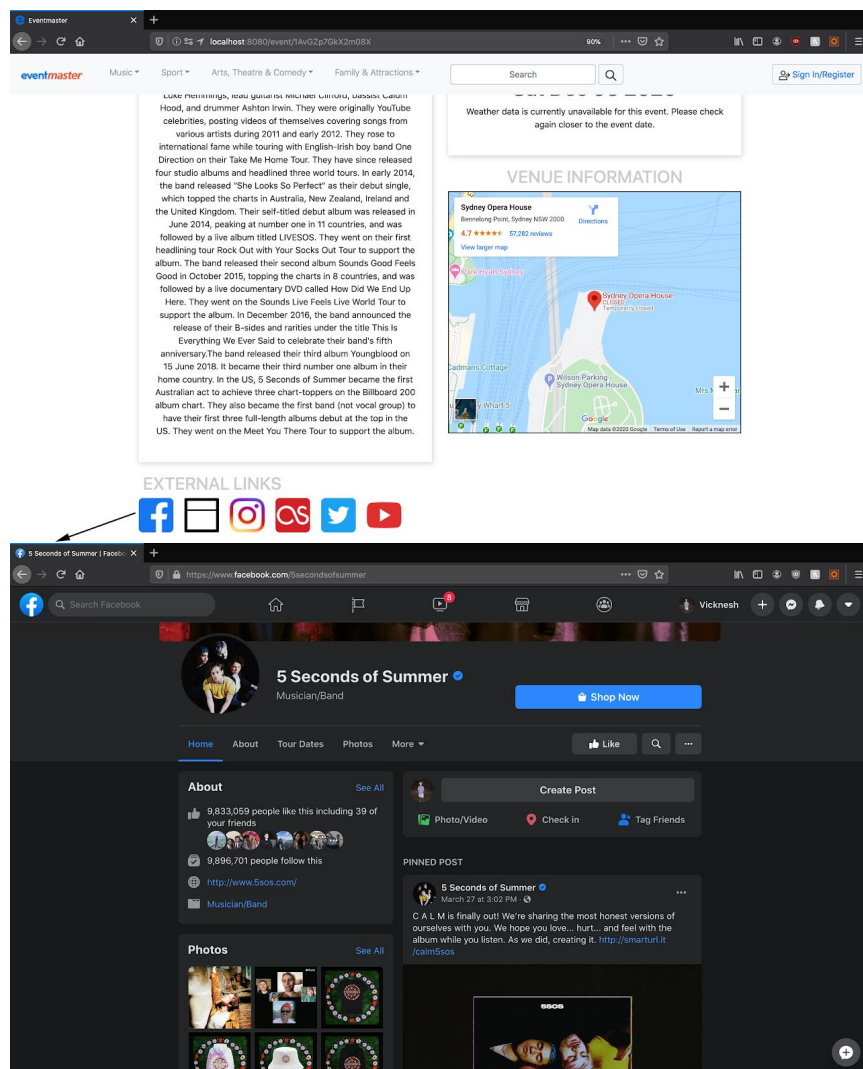 Eventmaster
localhost:8080/event/1AvGZp7GkX2m08X
90%
eventmaster
Music
Sport
Arts, Theatre & Comedy
Family & Attractions
Search
Sign In/Register
Luke Hemmings, lead guitarist Michael Clifford, bassist Calum
Hood, and drummer Ashton Irwin. They were originally YouTube
celebrities, posting videos of themselves covering songs from
various artists during 2011 and early 2012. They rose to
international fame while touring with English-Irish boy band One
Direction on their Take Me Home Tour. They have since released
four studio albums and headlined three world tours. In early 2014,
the band released "She Looks So Perfect" as their debut single,
which topped the charts in Australia, New Zealand, Ireland and
the United Kingdom. Their self-titled debut album was released in
June 2014, peaking at number one in 11 countries, and was
followed by a live album titled LIVESOS. They went on their first
headlining tour Rock Out with Your Socks Out Tour to support the
album. The band released their second album Sounds Good Feels
Good in October 2015, topping the charts in 8 countries, and was
followed by a live documentary DVD called How Did We End Up
Here. They went on the Sounds Live Feels Live World Tour to
support the album. In December 2016, the band announced the
release of their B-sides and rarities under the title This Is
Everything We Ever Said to celebrate their band's fifth
anniversary.The band released their third album Youngblood on
15 June 2018. It became their third number one album in their
home country. In the US, 5 Seconds of Summer became the first
Australian act to achieve three chart-toppers on the Billboard 200
album chart. They also became the first band (not vocal group) to
have their first three full-length albums debut at the top in the
US. They went on the Meet You There Tour to support the album.
Weather data is currently unavailable for this event. Please check
again closer to the event date.
VENUE INFORMATION
Sydney Opera House
Bennelong Point, Sydney NSW 2000
4.7
57,282 reviews
View larger map
Directions
Park Hyatt Sydney
Sydney Opera House
CLOSED
Temporarily closed
Cadmans Cottage
Wilson Parking -
Sydney Opera House
Mrs M
Wharf 5
Google
Map data ©2020 Google
Terms of Use
Report a map error
EXTERNAL LINKS
5 Seconds of Summer | Facebo
https://www.facebook.com/5secondsofsummer
Search Facebook
8
Vicknesh
5 Seconds of Summer
Musician/Band
Shop Now
Home
About
Tour Dates
Photos
More
Like
About
See All
9,833,059 people like this including 39 of
your friends
9,896,701 people follow this
http://www.5sos.com/
Musician/Band
Photos
See All
Create Post
Photo/Video
Check in
Tag Friends
PINNED POST
5 Seconds of Summer
March 27 at 3:02 PM
C A L M is finally out! We're sharing the most honest versions of
ourselves with you. We hope you love... hurt... and feel with the
album while you listen. As we did, creating it. http://smarturl.it
/calm5sos
5SOS